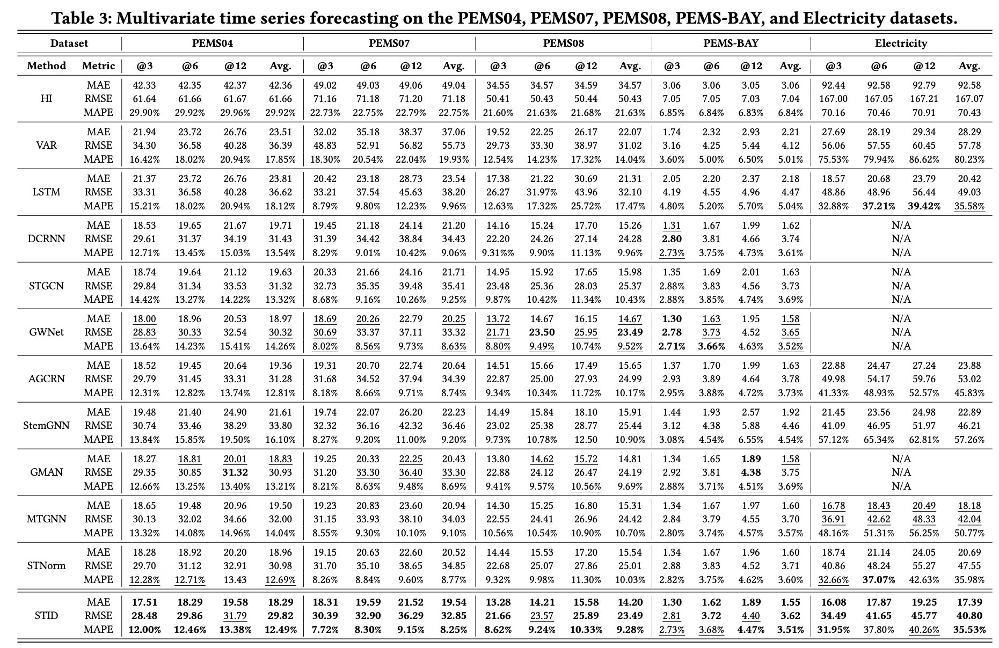 Table 3: Multivariate time series forecasting on the PEMS04, PEMS07, PEMS08, PEMS-BAY, and Electricity datasets.
Dataset PEMS04 PEMS07 PEMS08 PEMS-BAY Electricity
Method Metric @3 @6 @12 Avg. @3 @6 @12 Avg. @3 @6 @12 Avg. @3 @6 @12 Avg. @3 @6 @12 Avg.
MAE 42.33 42.35 42.37 42.36 49.02 49.03 49.06 49.04 34.55 34.57 34.59 34.57 3.06 3.06 3.05 3.06 92.44 92.58 92.79 92.58
HI RMSE 61.64 61.66 61.67 61.66 71.16 71.18 71.20 71.18 50.41 50.43 50.44 50.43 7.05 7.05 7.03 7.04 167.00 167.05 167.21 167.07
MAPE 29.90% 29.92% 29.96% 29.92% 22.73% 22.75% 22.79% 22.75% 21.60% 21.63% 21.68% 21.63% 6.85% 6.84% 6.83% 6.84% 70.16 70.46 70.91 70.43
MAE 21.94 23.72 26.76 23.51 32.02 35.18 38.37 37.06 19.52 22.25 26.17 22.07 1.74 2.32 2.93 2.21 27.69 28.19 29.34 28.29
VAR RMSE 34.30 36.58 40.28 36.39 48.83 52.91 56.82 55.73 29.73 33.30 38.97 31.02 3.16 4.25 5.44 4.12 56.06 57.55 60.45 57.78
MAPE 16.42% 18.02% 20.94% 17.85% 18.30% 20.54% 22.04% 19.93% 12.54% 14.23% 17.32% 14.04% 3.60% 5.00% 6.50% 5.01% 75.53% 79.94% 86.62% 80.23%
MAE 21.37 23.72 26.76 23.81 20.42 23.18 28.73 23.54 17.38 21.22 30.69 21.31 2.05 2.20 2.37 2.18 18.57 20.68 23.79 20.42
LSTM RMSE 33.31 36.58 40.28 36.62 33.21 37.54 45.63 38.20 26.27 31.97% 43.96 32.10 4.19 4.55 4.96 4.47 48.86 48.96 56.44 49.03
MAPE 15.21% 18.02% 20.94% 18.12% 8.79% 9.80% 12.23% 9.96% 12.63% 17.32% 25.72% 17.47% 4.80% 5.20% 5.70% 5.04% 32.88% 37.21% 39.42% 35.58%
MAE 18.53 19.65 21.67 19.71 19.45 21.18 24.14 21.20 14.16 15.24 17.70 15.26 1.31 1.67 1.99 1.62 N/A
DCRNN RMSE 29.61 31.37 34.19 31.43 31.39 34.42 38.84 34.43 22.20 24.26 27.14 24.28 2.80 3.81 4.66 3.74 N/A
MAPE 12.71% 13.45% 15.03% 13.54% 8.29% 9.01% 10.42% 9.06% 9.31%% 9.90% 11.13% 9.96% 2.73% 3.75% 4.73% 3.61% N/A
MAE 18.74 19.64 21.12 19.63 20.33 21.66 24.16 21.71 14.95 15.92 17.65 15.98 1.35 1.69 2.01 1.63 N/A
STGCN RMSE 29.84 31.34 33.53 31.32 32.73 35.35 39.48 35.41 23.48 25.36 28.03 25.37 2.88% 3.83 4.56 3.73 N/A
MAPE 14.42% 13.27% 14.22% 13.32% 8.68% 9.16% 10.26% 9.25% 9.87% 10.42% 11.34% 10.43% 2.88% 3.85% 4.74% 3.69% N/A
MAE 18.00 18.96 20.53 18.97 18.69 20.26 22.79 20.25 13.72 14.67 16.15 14.67 1.30 1.63 1.95 1.58 N/A
GWNet RMSE 28.83 30.33 32.54 30.32 30.69 33.37 37.11 33.32 21.71 23.50 25.95 23.49 2.78 3.73 4.52 3.65 N/A
MAPE 13.64% 14.23% 15.41% 14.26% 8.02% 8.56% 9.73% 8.63% 8.80% 9.49% 10.74% 9.52% 2.71% 3.66% 4.63% 3.52% N/A
MAE 18.52 19.45 20.64 19.36 19.31 20.70 22.74 20.64 14.51 15.66 17.49 15.65 1.37 1.70 1.99 1.63 22.88 24.47 27.24 23.88
AGCRN RMSE 29.79 31.45 33.31 31.28 31.68 34.52 37.94 34.39 22.87 25.00 27.93 24.99 2.93 3.89 4.64 3.78 49.98 54.17 59.76 53.02
MAPE 12.31% 12.82% 13.74% 12.81% 8.18% 8.66% 9.71% 8.74% 9.34% 10.34% 11.72% 10.17% 2.95% 3.88% 4.72% 3.73% 41.33% 48.93% 52.57% 45.83%
MAE 19.48 21.40 24.90 21.61 19.74 22.07 26.20 22.23 14.49 15.84 18.10 15.91 1.44 1.93 2.57 1.92 21.45 23.56 24.98 22.89
StemGNN RMSE 30.74 33.46 38.29 33.80 32.32 36.16 42.32 36.46 23.02 25.38 28.77 25.44 3.12 4.38 5.88 4.46 41.09 46.95 51.97 46.21
MAPE 13.84% 15.85% 19.50% 16.10% 8.27% 9.20% 11.00% 9.20% 9.73% 10.78% 12.50 10.90% 3.08% 4.54% 6.55% 4.54% 57.12% 65.34% 62.81% 57.26%
MAE 18.27 18.81 20.01 18.83 19.25 20.33 22.25 20.43 13.80 14.62 15.72 14.81 1.34 1.65 1.89 1.58 N/A
GMAN RMSE 29.35 30.85 31.32 30.93 31.20 33.30 36.40 33.30 22.88 24.12 26.47 24.19 2.92 3.81 4.38 3.75 N/A
MAPE 12.66% 13.25% 13.40% 13.21% 8.21% 8.63% 9.48% 8.69% 9.41% 9.57% 10.56% 9.69% 2.88% 3.71% 4.51% 3.69% N/A
MAE 18.65 19.48 20.96 19.50 19.23 20.83 23.60 20.94 14.30 15.25 16.80 15.31 1.34 1.67 1.97 1.60 16.78 18.43 20.49 18.18
MTGNN RMSE 30.13 32.02 34.66 32.00 31.15 33.93 38.10 34.03 22.55 24.41 26.96 24.42 2.84 3.79 4.55 3.70 36.91 42.62 48.33 42.04
MAPE 13.32% 14.08% 14.96% 14.04% 8.55% 9.30% 10.10% 9.10% 10.56% 10.54% 10.90% 10.70% 2.80% 3.74% 4.57% 3.57% 48.16% 51.31% 56.25% 50.77%
MAE 18.28 18.92 20.20 18.96 19.15 20.63 22.60 20.52 14.44 15.53 17.20 15.54 1.34 1.67 1.96 1.60 18.74 21.14 24.05 20.69
STNorm RMSE 29.70 31.12 32.91 30.98 31.70 35.10 38.65 34.85 22.68 25.07 27.86 25.01 2.88 3.83 4.52 3.71 40.86 48.24 55.27 47.55
MAPE 12.28% 12.71% 13.43 12.69% 8.26% 8.84% 9.60% 8.77% 9.32% 9.98% 11.30% 10.03% 2.82% 3.75% 4.62% 3.60% 32.66% 37.07% 42.63% 35.98%
MAE 17.51 18.29 19.58 18.29 18.31 19.59 21.52 19.54 13.28 14.21 15.58 14.20 1.30 1.62 1.89 1.55 16.08 17.87 19.25 17.39
STID RMSE 28.48 29.86 31.79 29.82 30.39 32.90 36.29 32.85 21.66 23.57 25.89 23.49 2.81 3.72 4.40 3.62 34.49 41.65 45.77 40.80
MAPE 12.00% 12.46% 13.38% 12.49% 7.72% 8.30% 9.15% 8.25% 8.62% 9.24% 10.33% 9.28% 2.73% 3.68% 4.47% 3.51% 31.95% 37.80% 40.26% 35.53%